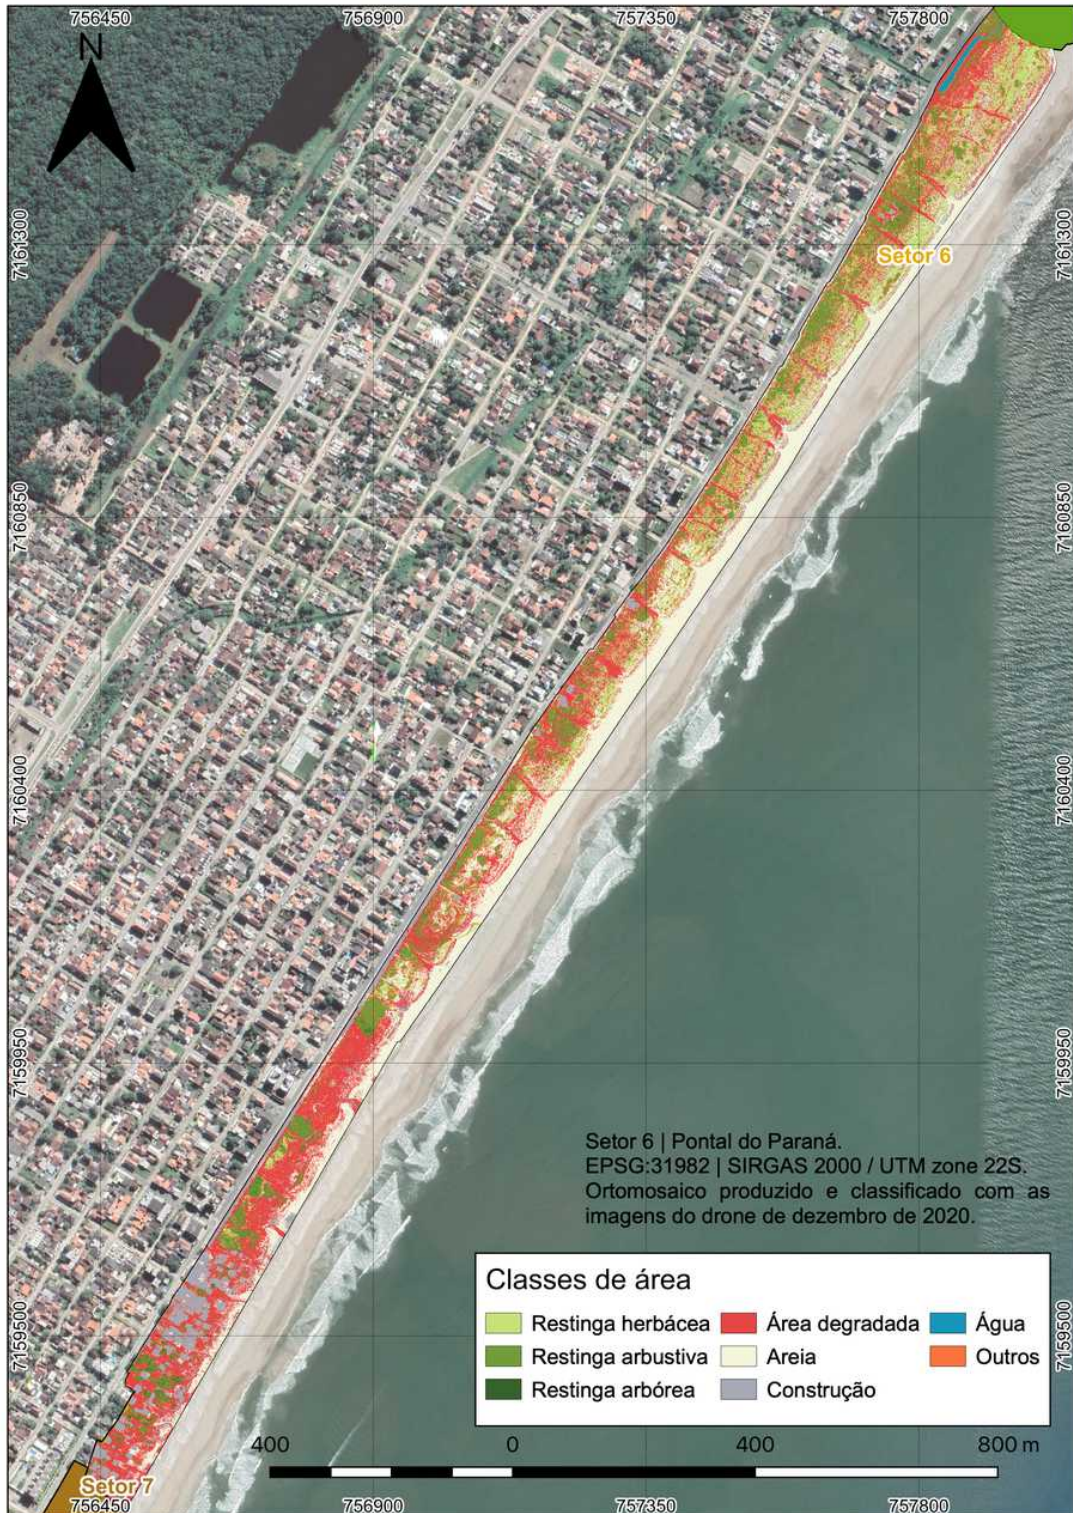 756450 756900 757350 757800
N
7161300 7161300
Setor 6
7160850 7160850
7160400 7160400
7159950 7159950
Setor 6 | Pontal do Paraná.
EPSG:31982 | SIRGAS 2000 / UTM zone 22S.
Ortomosaico produzido e classificado com as
imagens do drone de dezembro de 2020.
Classes de área
Restinga herbácea Área degradada Água
Restinga arbustiva Areia Outros
Restinga arbórea Construção
7159500 7159500
400 0 400 800 m
Setor 7
756450 756900 757350 757800